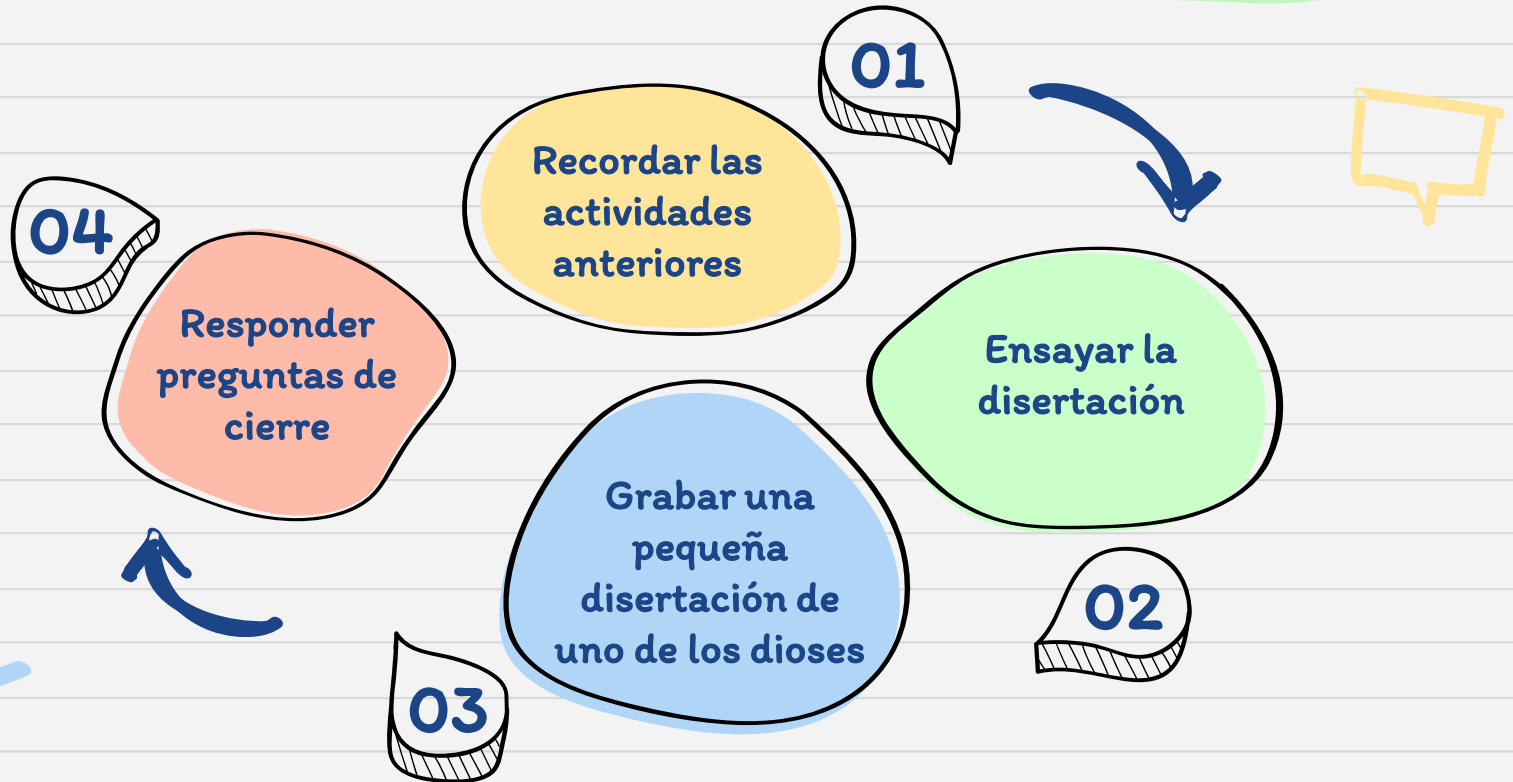 01
Recordar las
actividades
anteriores
02
Ensayar la
disertación
03
Grabar una
pequeña
disertación de
uno de los dioses
04
Responder
preguntas de
cierre